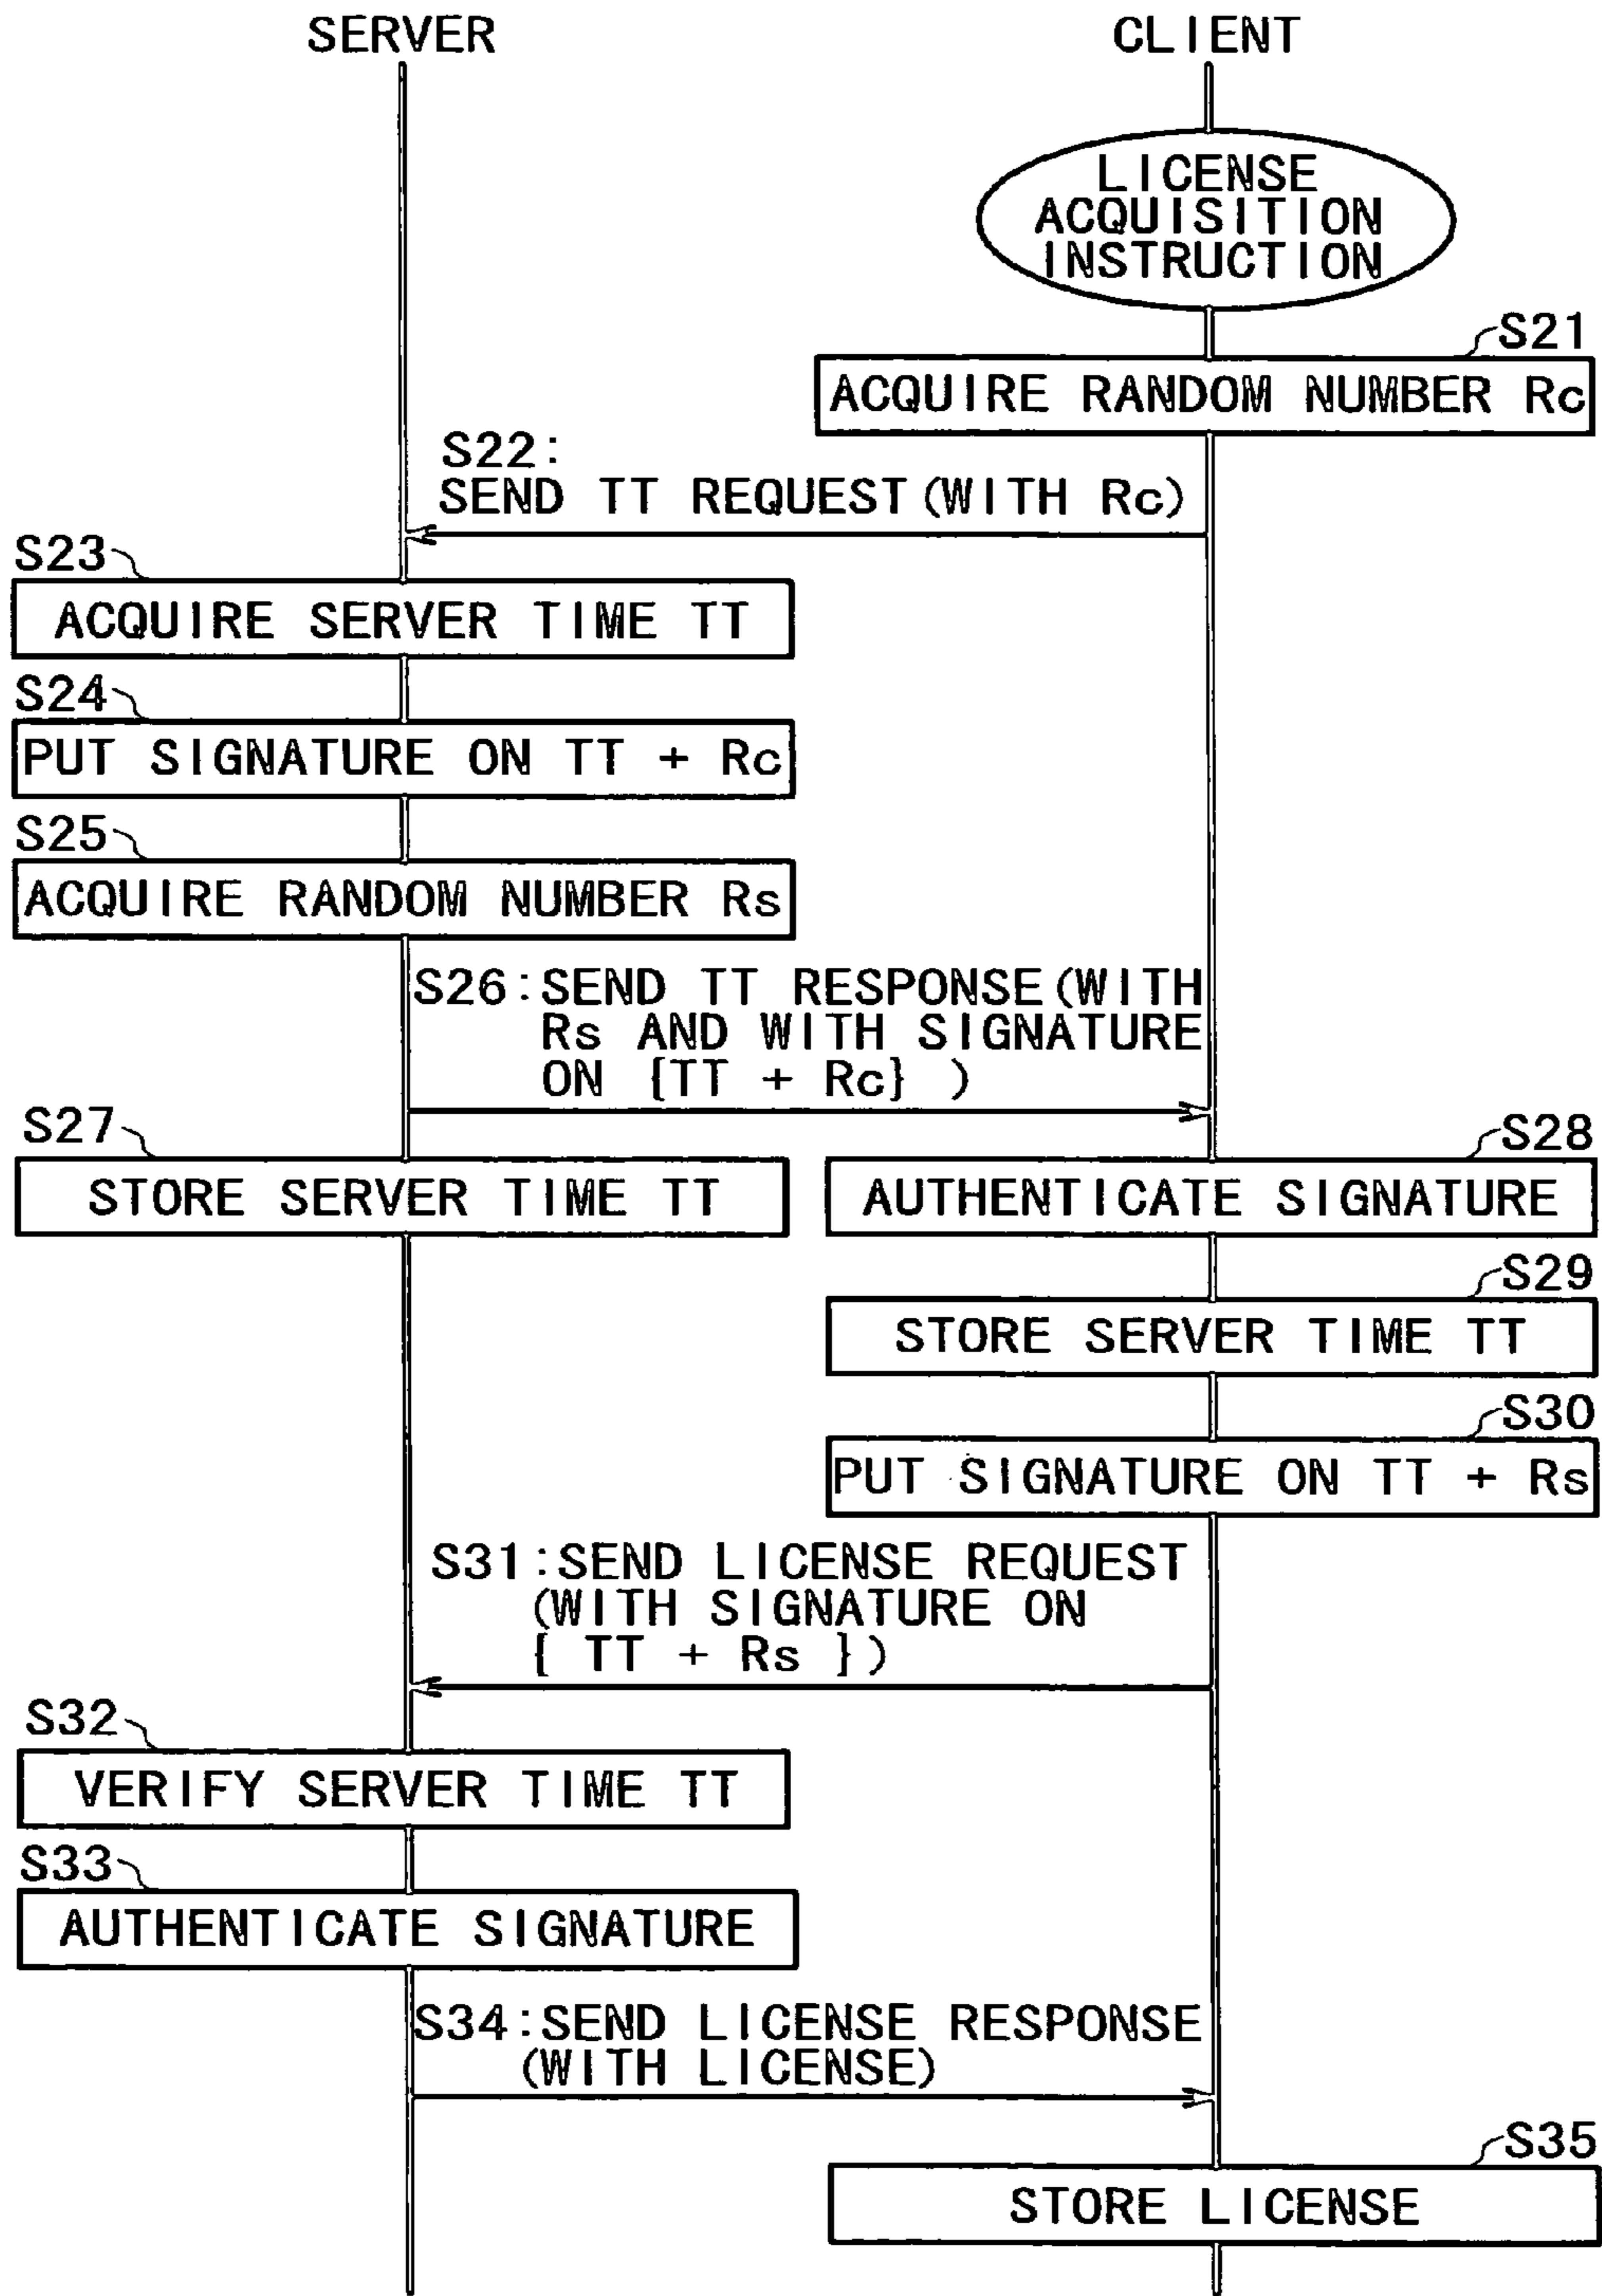 SERVER
CLIENT
LICENSE
ACQUISITION
INSTRUCTION
S21
ACQUIRE RANDOM NUMBER Rc
S22:
SEND TT REQUEST(WITH Rc)
S23
ACQUIRE SERVER TIME TT
S24
PUT SIGNATURE ON TT + Rc
S25
ACQUIRE RANDOM NUMBER Rs
S26:SEND TT RESPONSE(WITH
Rs AND WITH SIGNATURE
ON {TT + Rc} )
S27
STORE SERVER TIME TT
S28
AUTHENTICATE SIGNATURE
S29
STORE SERVER TIME TT
S30
PUT SIGNATURE ON TT + Rs
S31:SEND LICENSE REQUEST
(WITH SIGNATURE ON
{ TT + Rs })
S32
VERIFY SERVER TIME TT
S33
AUTHENTICATE SIGNATURE
S34:SEND LICENSE RESPONSE
(WITH LICENSE)
S35
STORE LICENSE